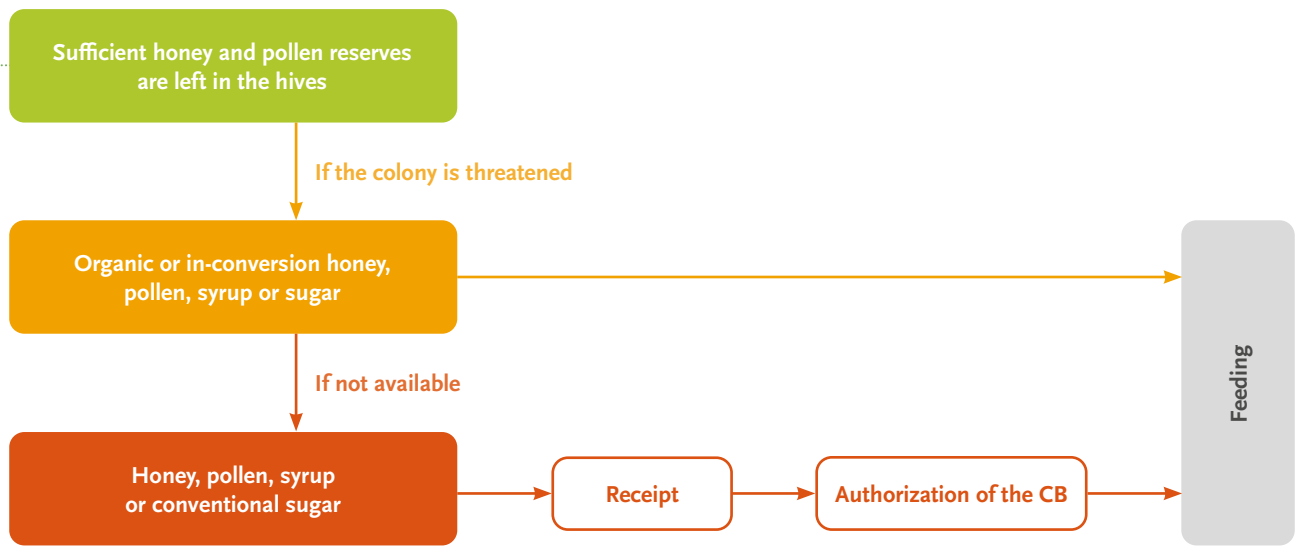 Sufficient honey and pollen reserves
are left in the hives
If the colony is threatened
Organic or in-conversion honey,
pollen, syrup or sugar
If not available
Honey, pollen, syrup
or conventional sugar
Receipt
Authorization of the CB
Feeding